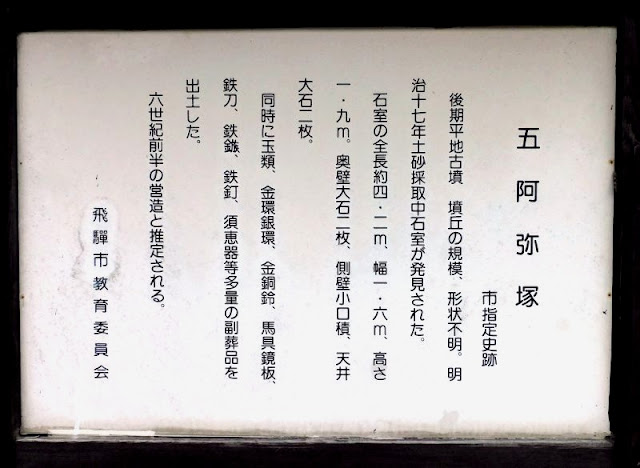 五阿弥塚
市指定史跡
後期平地古墳　墳丘の規模、形状不明。明
治十七年土砂採取中石室が発見された。
石室の全長約四・二m、幅一・六m、高さ
一・九m。奥壁大石二枚、側壁小口積、天井
大石二枚。
同時に玉類、金環銀環、金銅鈴、馬具鏡板、
鉄刀、鉄鏃、鉄釘、須恵器等多量の副葬品を
出土した。
六世紀前半の営造と推定される。
飛騨市教育委員会